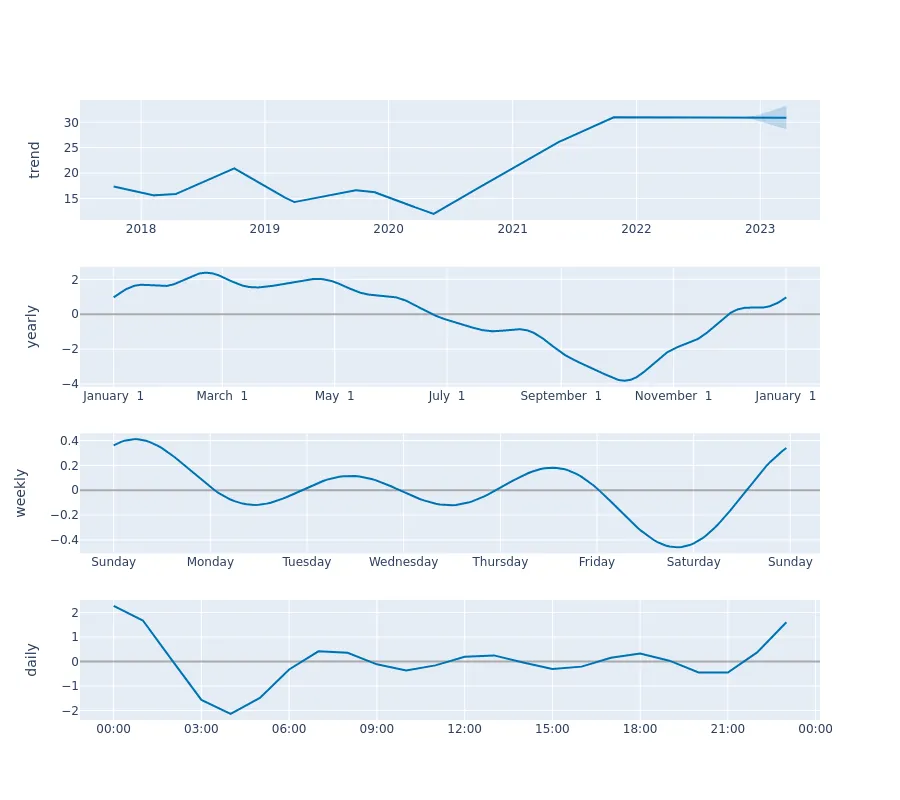 trend
30
25
20
15
2018 2019 2020 2021 2022 2023
yearly
2
0
−2
−4
January 1 March 1 May 1 July 1 September 1 November 1 January 1
weekly
0.4
0.2
0
−0.2
−0.4
Sunday Monday Tuesday Wednesday Thursday Friday Saturday Sunday
daily
2
1
0
−1
−2
00:00 03:00 06:00 09:00 12:00 15:00 18:00 21:00 00:00